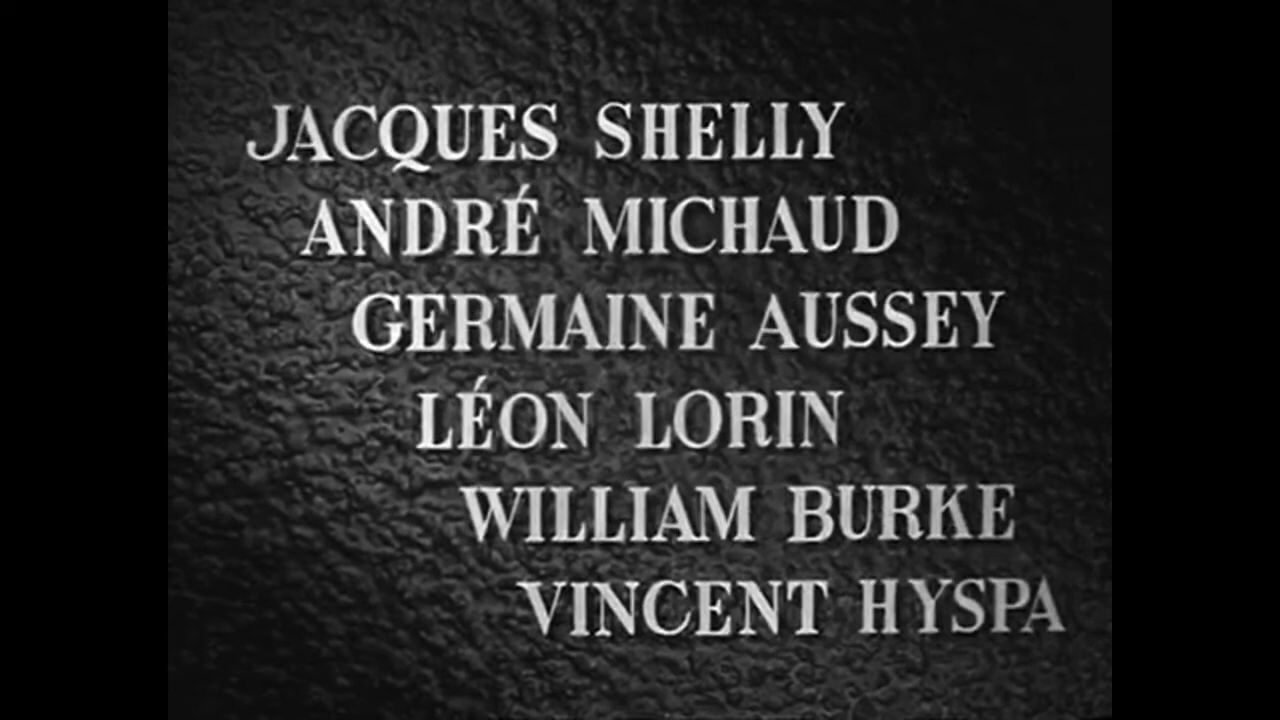 JACQUES SHELLY
ANDRÉ MICHAUD
GERMAINE AUSSEY
LÉON LORIN
WILLIAM BURKE
VINCENT HYSPA